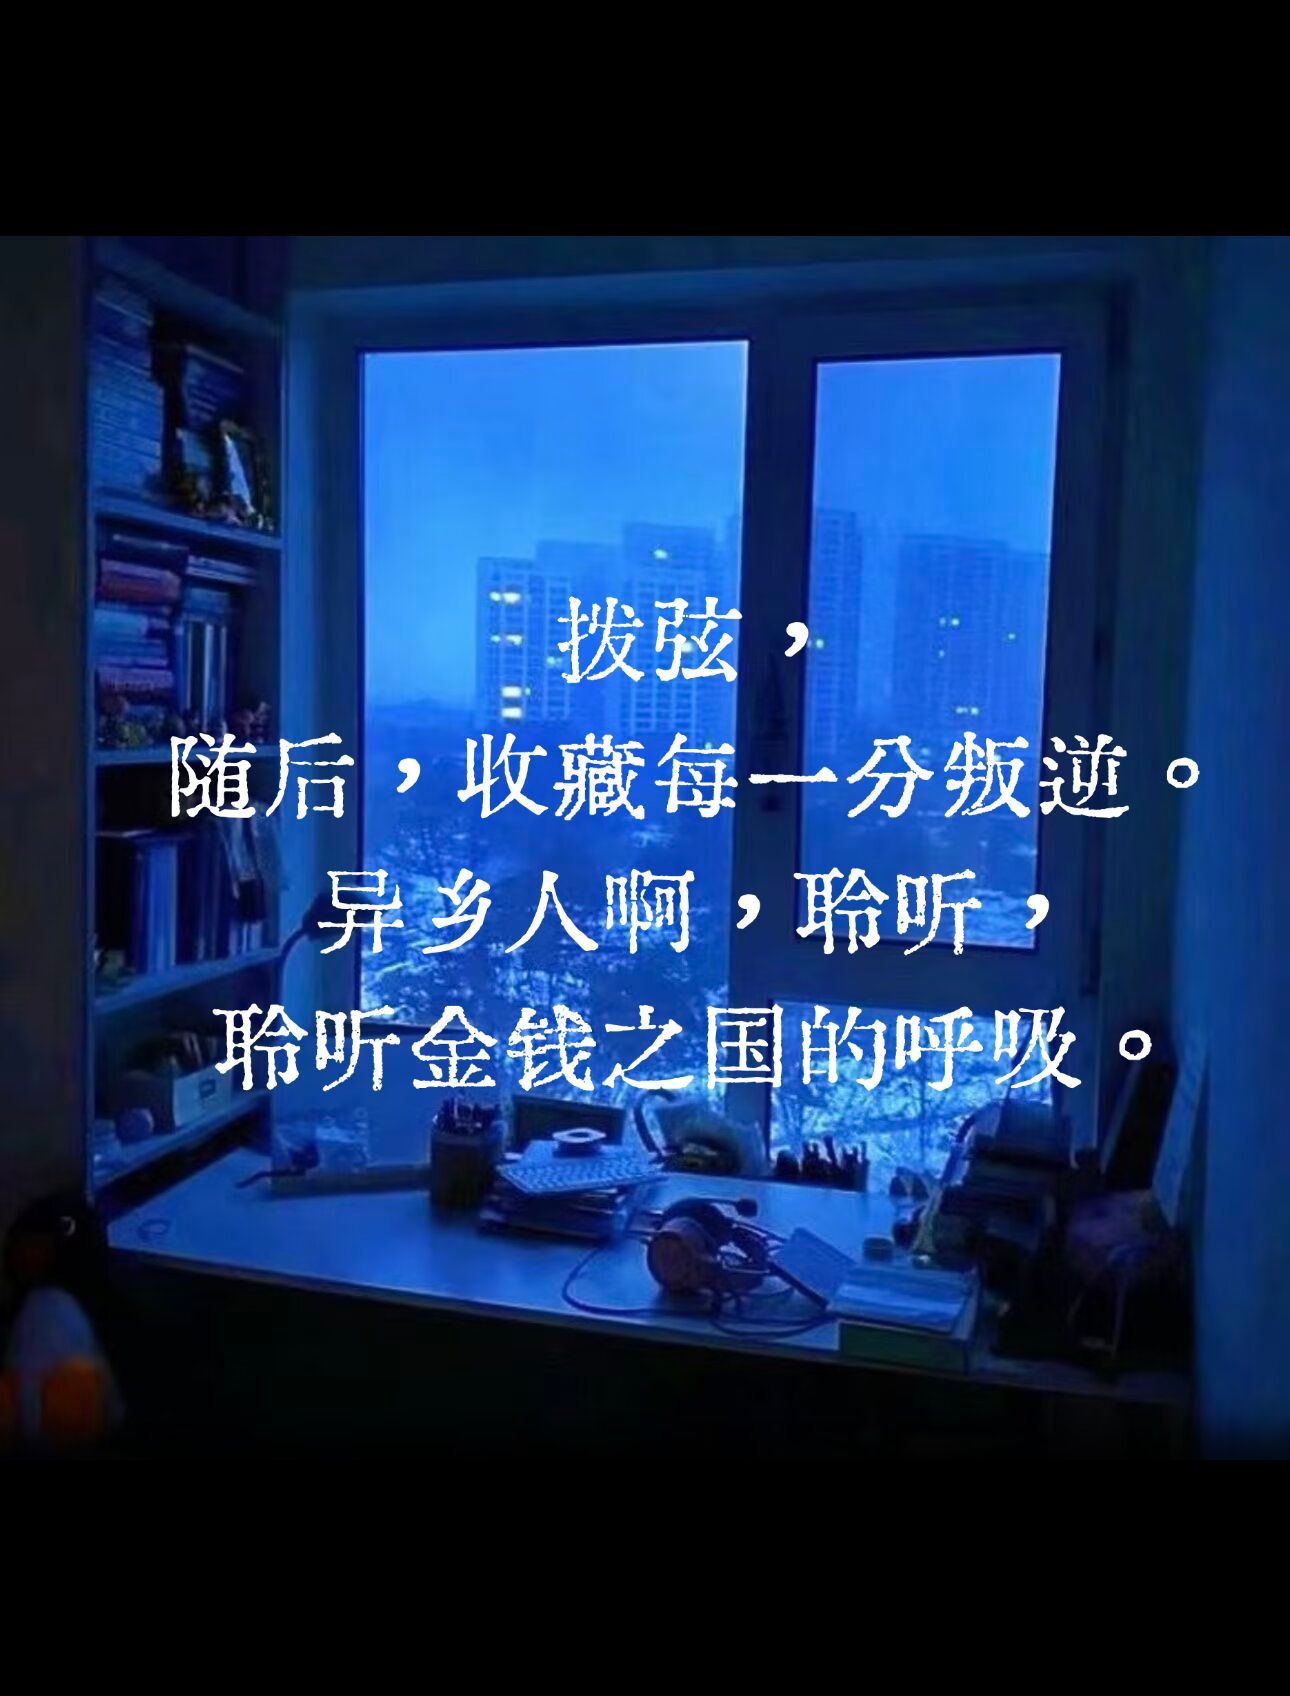 拨弦，
随后，收藏每一分叛逆。
异乡人啊，聆听，
聆听金钱之国的呼吸。